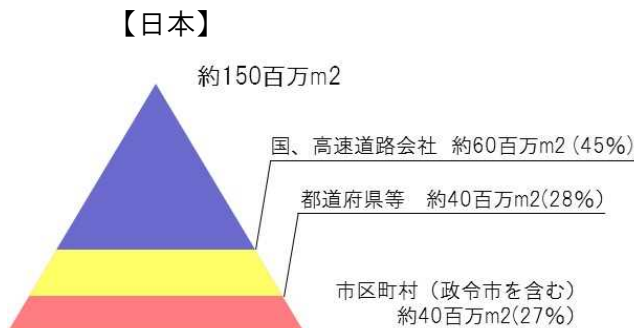 【日本】
約150百万m2
国、高速道路会社 約60百万m2(45%)
都道府県等 約40百万m2(28%)
市区町村（政令市を含む）
約40百万m2(27%)